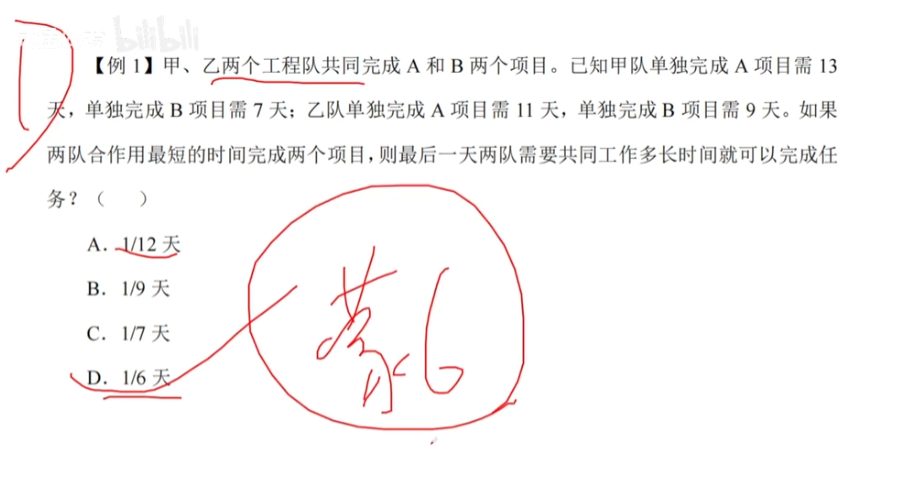 bilibili
【例 1】甲、乙两个工程队共同完成 A 和 B 两个项目。已知甲队单独完成 A 项目需 13
天，单独完成 B 项目需 7 天；乙队单独完成 A 项目需 11 天，单独完成 B 项目需 9 天。如果
两队合作用最短的时间完成两个项目，则最后一天两队需要共同工作多长时间就可以完成任
务？（ ）
A．1/12 天
B．1/9 天
C．1/7 天
D．1/6 天
D
6